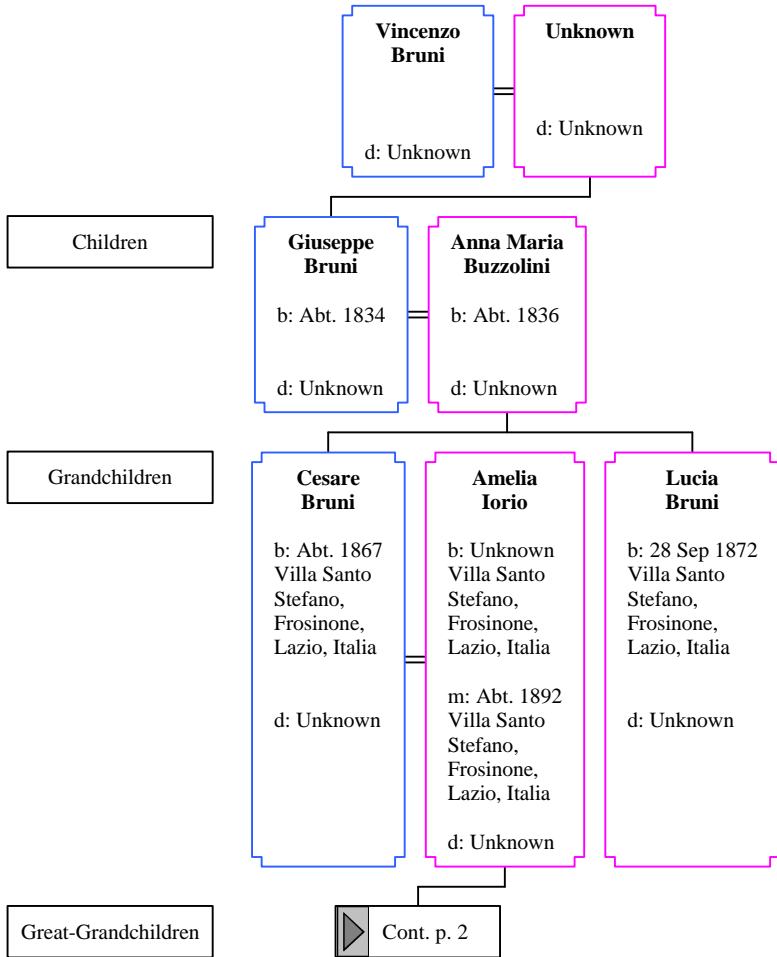 Vincenzo
Bruni
d: Unknown
Unknown
d: Unknown
Children
Giuseppe
Bruni
b: Abt. 1834
d: Unknown
Anna Maria
Buzzolini
b: Abt. 1836
d: Unknown
Grandchildren
Cesare
Bruni
b: Abt. 1867
Villa Santo
Stefano,
Frosinone,
Lazio, Italia
d: Unknown
Amelia
Iorio
b: Unknown
Villa Santo
Stefano,
Frosinone,
Lazio, Italia
m: Abt. 1892
Villa Santo
Stefano,
Frosinone,
Lazio, Italia
d: Unknown
Lucia
Bruni
b: 28 Sep 1872
Villa Santo
Stefano,
Frosinone,
Lazio, Italia
d: Unknown
Great-Grandchildren
Cont. p. 2